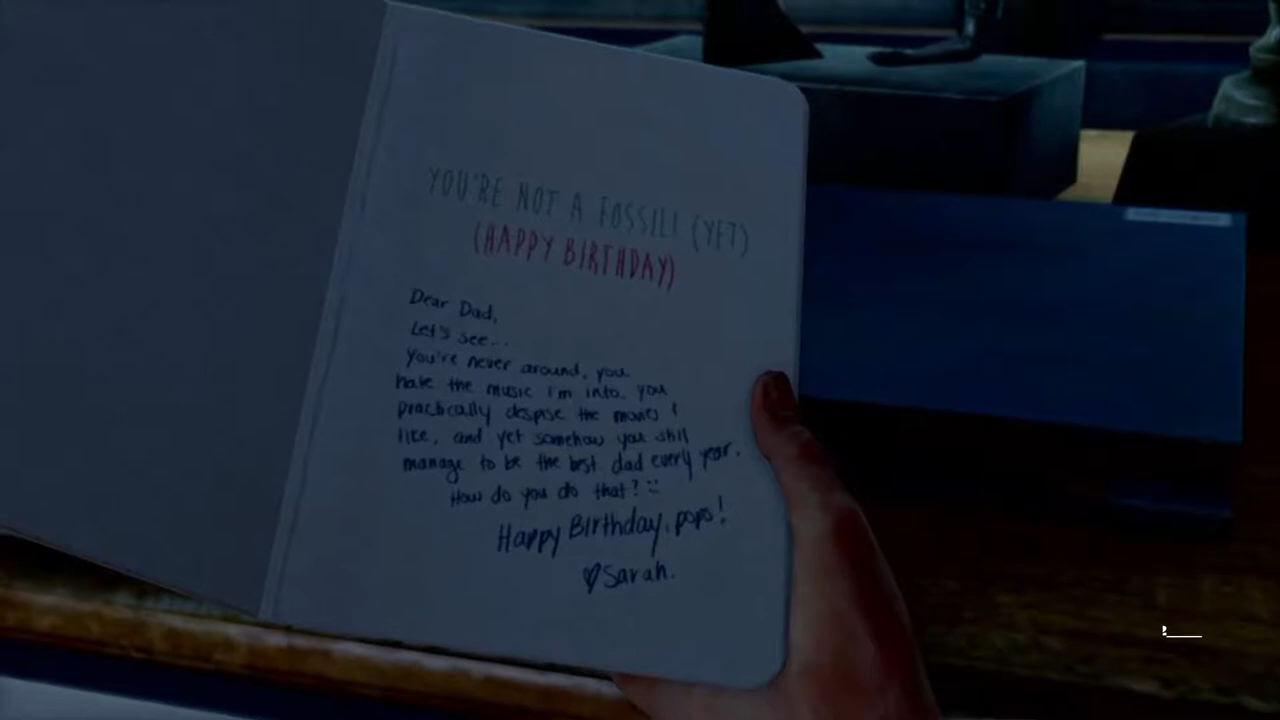 YOU'RE NOT A FOSSIL! (YET)
(HAPPY BIRTHDAY)
Dear Dad,
Let's see...
You're never around, you
hate the music I'm into, you
practically despise the movies I
like, and yet somehow you still
manage to be the best dad every year.
How do you do that? :)
Happy Birthday, pops!
♡Sarah.